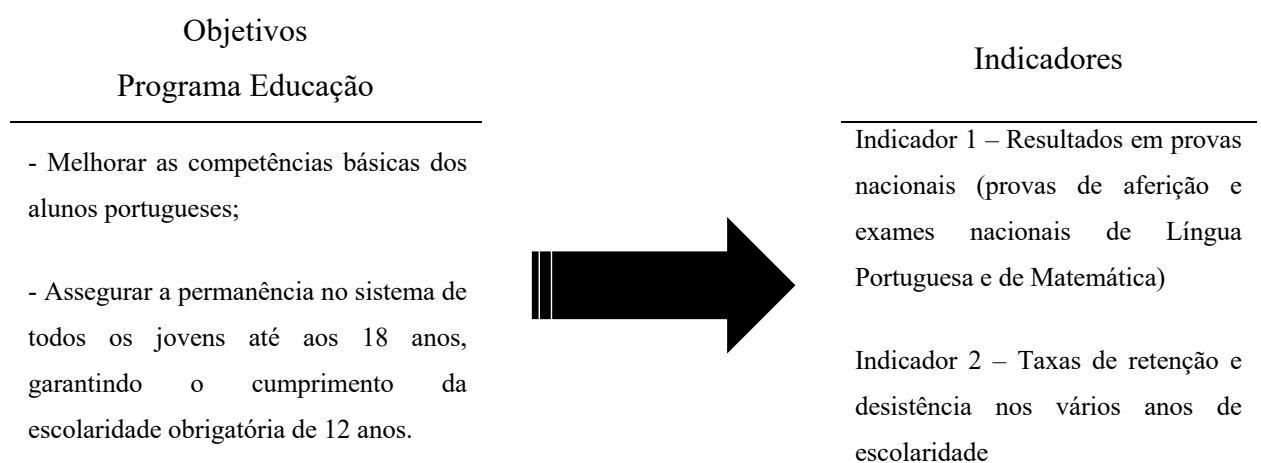 Objetivos
Programa Educação
- Melhorar as competências básicas dos
alunos portugueses;
- Assegurar a permanência no sistema de
todos os jovens até aos 18 anos,
garantindo o cumprimento da
escolaridade obrigatória de 12 anos.
Indicadores
Indicador 1 – Resultados em provas
nacionais (provas de aferição e
exames nacionais de Língua
Portuguesa e de Matemática)
Indicador 2 – Taxas de retenção e
desistência nos vários anos de
escolaridade